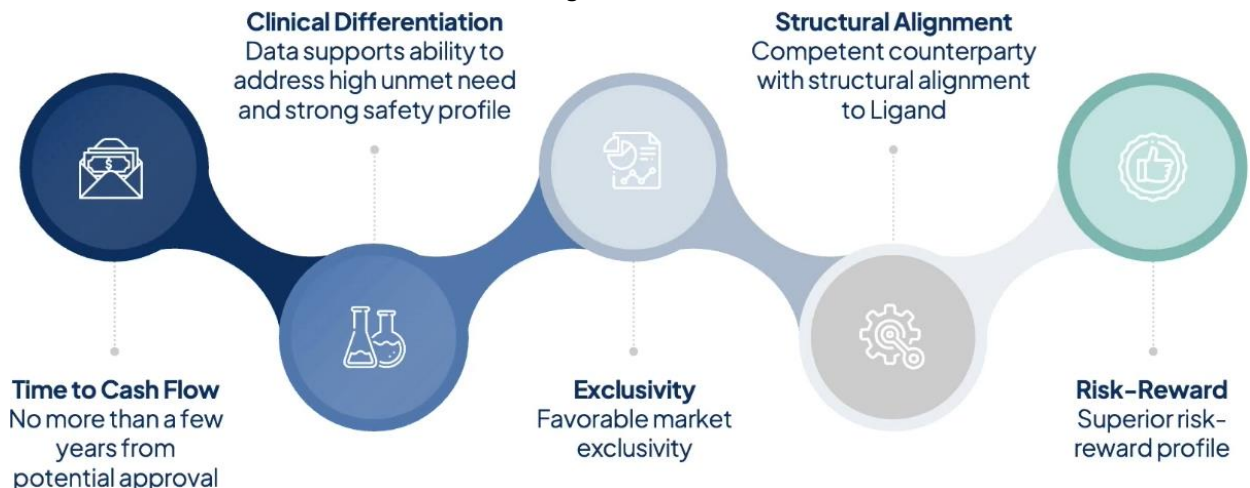 Clinical Differentiation
Data supports ability to
address high unmet need
and strong safety profile
Structural Alignment
Competent counterparty
with structural alignment
to Ligand
$
Time to Cash Flow
No more than a few
years from
potential approval
Exclusivity
Favorable market
exclusivity
Risk-Reward
Superior risk-
reward profile